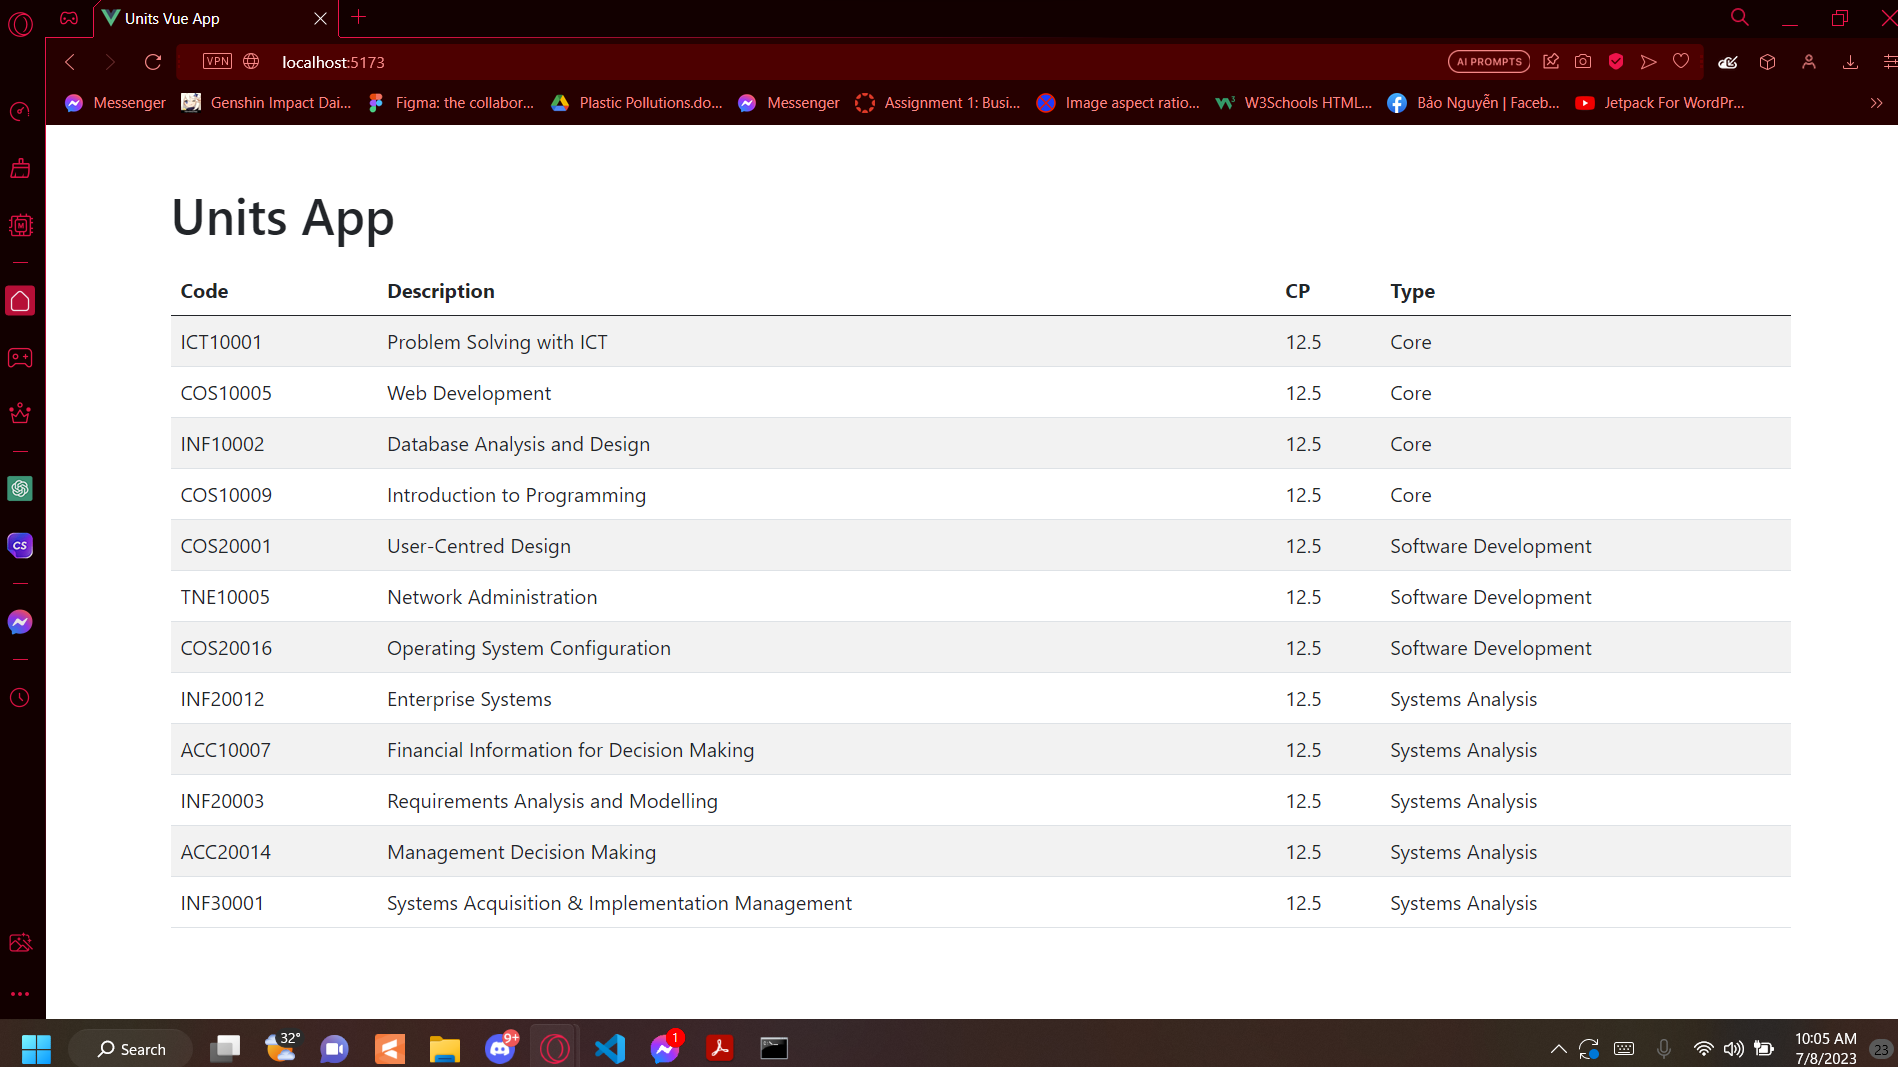 Units Vue App
VPN localhost:5173 AI PROMPTS
Messenger Genshin Impact Dai... Figma: the collabor... Plastic Pollutions.do... Messenger Assignment 1: Busi... Image aspect ratio... W3Schools HTML... Bảo Nguyễn | Faceb... Jetpack For WordPr...
Units App
Code Description CP Type
ICT10001 Problem Solving with ICT 12.5 Core
COS10005 Web Development 12.5 Core
INF10002 Database Analysis and Design 12.5 Core
COS10009 Introduction to Programming 12.5 Core
COS20001 User-Centred Design 12.5 Software Development
TNE10005 Network Administration 12.5 Software Development
COS20016 Operating System Configuration 12.5 Software Development
INF20012 Enterprise Systems 12.5 Systems Analysis
ACC10007 Financial Information for Decision Making 12.5 Systems Analysis
INF20003 Requirements Analysis and Modelling 12.5 Systems Analysis
ACC20014 Management Decision Making 12.5 Systems Analysis
INF30001 Systems Acquisition & Implementation Management 12.5 Systems Analysis
CS
M
Search 32° 9+ 1 10:05 AM
7/8/2023 23